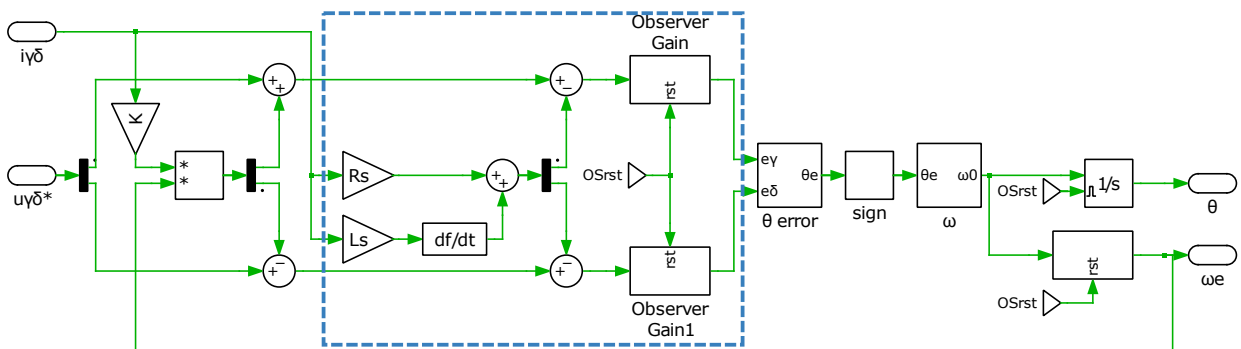 Observer
Gain
iγδ
+
+
+
−
rst
K
*
*
uγδ*
Rs
+
+
OSrst
eγ
eδ
θe
θ error
sign
θe
ω0
ω
OSrst
1/s
θ
Ls
df/dt
+
−
+
−
rst
Observer
Gain1
rst
OSrst
ωe